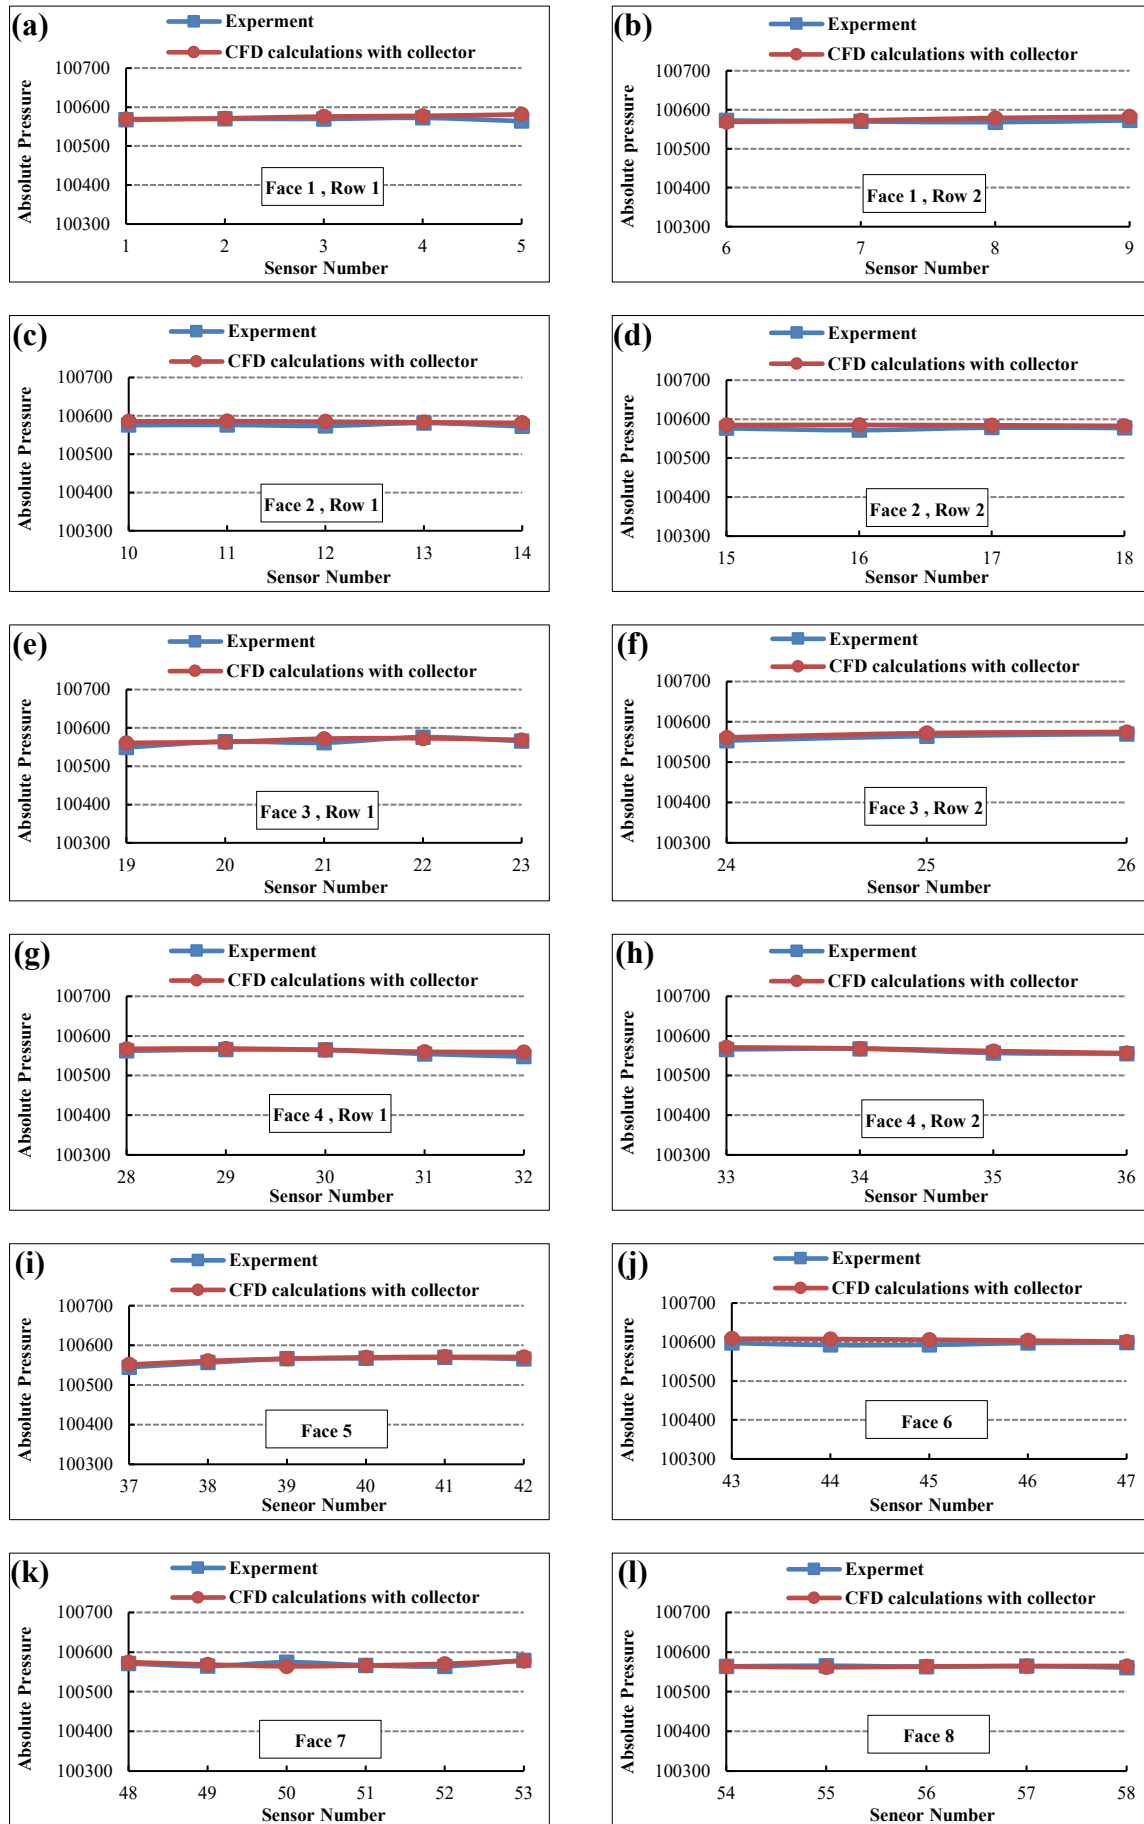 (a)
Experment
CFD calculations with collector
100700
100600
100500
100400
100300
Absolute Pressure
Face 1 , Row 1
1 2 3 4 5
Sensor Number
(b)
Experment
CFD calculations with collector
100700
100600
100500
100400
100300
Absolute pressure
Face 1 , Row 2
6 7 8 9
Sensor Number
(c)
Experment
CFD calculations with collector
100700
100600
100500
100400
100300
Absolute Pressure
Face 2 , Row 1
10 11 12 13 14
Sensor Number
(d)
Experment
CFD calculations with collector
100700
100600
100500
100400
100300
Absolute Pressure
Face 2 , Row 2
15 16 17 18
Sensor Number
(e)
Experment
CFD calculations with collector
100700
100600
100500
100400
100300
Absolute Pressure
Face 3 , Row 1
19 20 21 22 23
Sensor Number
(f)
Experment
CFD calculations with collector
100700
100600
100500
100400
100300
Absolute Pressure
Face 3 , Row 2
24 25 26
Sensor Number
(g)
Experment
CFD calculations with collector
100700
100600
100500
100400
100300
Absolute Pressure
Face 4 , Row 1
28 29 30 31 32
Sensor Number
(h)
Experment
CFD calculations with collector
100700
100600
100500
100400
100300
Absolute Pressure
Face 4 , Row 2
33 34 35 36
Sensor Number
(i)
Experment
CFD calculations with collector
100700
100600
100500
100400
100300
Absolute Pressure
Face 5
37 38 39 40 41 42
Seneor Number
(j)
Experment
CFD calculations with collector
100700
100600
100500
100400
100300
Absolute Pressure
Face 6
43 44 45 46 47
Sensor Number
(k)
Experment
CFD calculations with collector
100700
100600
100500
100400
100300
Absolute Pressure
Face 7
48 49 50 51 52 53
Sensor Number
(l)
Expermet
CFD calculations with collector
100700
100600
100500
100400
100300
Absolute Pressure
Face 8
54 55 56 57 58
Seneor Number